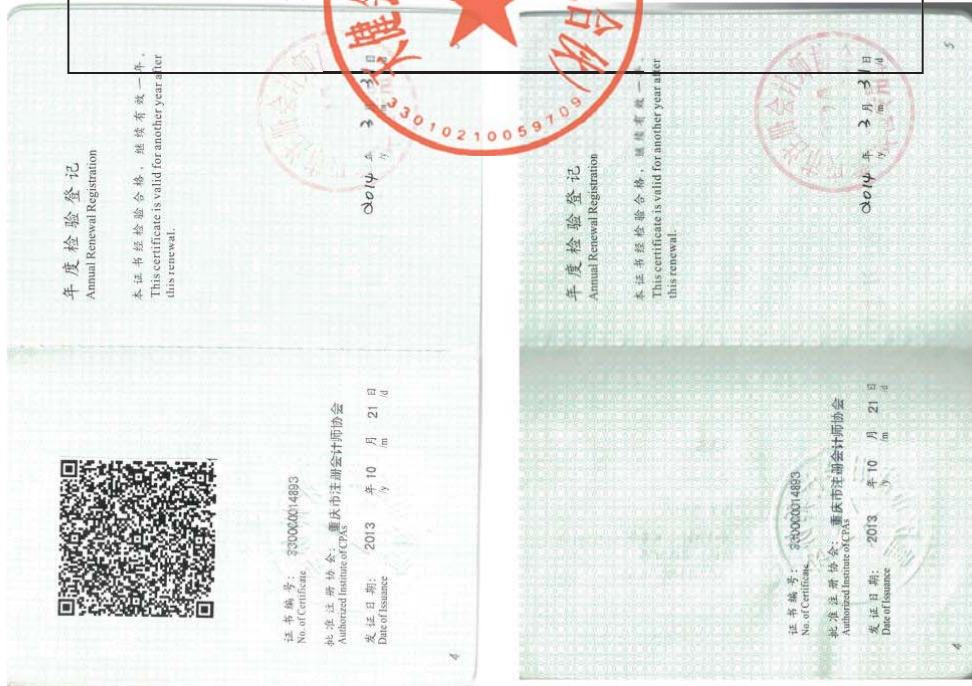 年度检验登记
Annual Renewal Registration
本证书经检验合格，继续有效一年。
This certificate is valid for another year after
this renewal.
2014 年 3 月 31 日
/y /m /d
证书编号： 330000014893
No. of Certificate
批准注册协会： 重庆市注册会计师协会
Authorized Institute of CPAs
发证日期： 2013 年 10 月 21 日
Date of Issuance /y /m /d
4
33010210059709
年度检验登记
Annual Renewal Registration
本证书经检验合格，继续有效一年。
This certificate is valid for another year after
this renewal.
2014 年 3 月 31 日
/y /m /d
5
证书编号： 330000014893
No. of Certificate
批准注册协会： 重庆市注册会计师协会
Authorized Institute of CPAs
发证日期： 2013 年 10 月 21 日
Date of Issuance /y /m /d
4